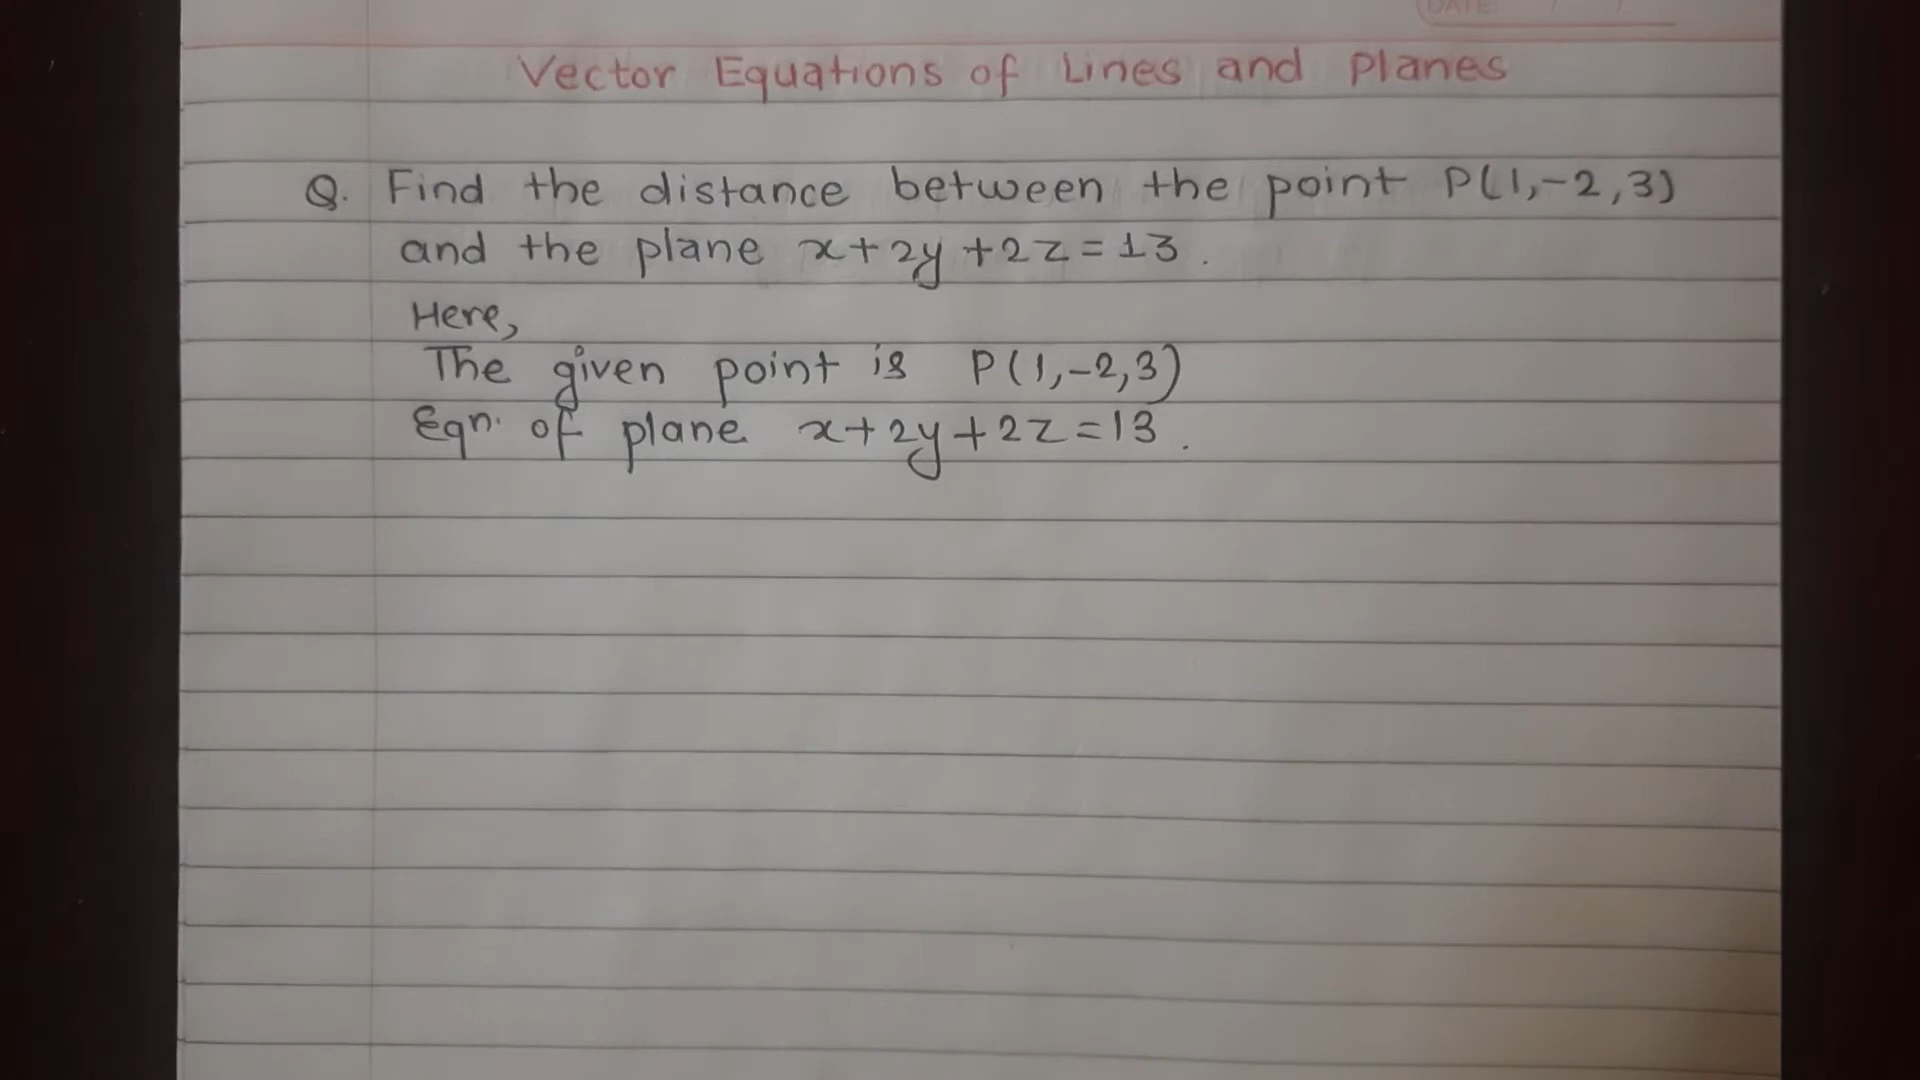 DATE
Vector Equations of Lines and Planes
Q. Find the distance between the point P(1,-2,3)
and the plane x+2y+2z=13.
Here,
The given point is P(1,-2,3)
Eqn. of plane x+2y+2z=13.